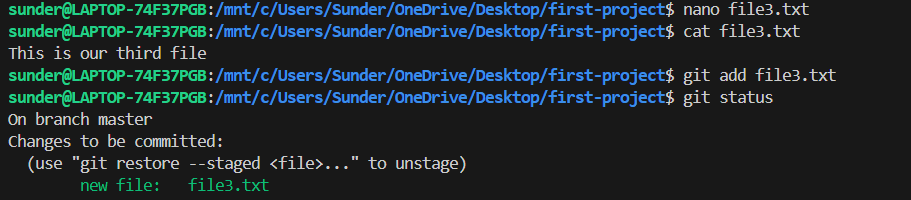 sunder@LAPTOP-74F37PGB:/mnt/c/Users/Sunder/OneDrive/Desktop/first-project$ nano file3.txt
sunder@LAPTOP-74F37PGB:/mnt/c/Users/Sunder/OneDrive/Desktop/first-project$ cat file3.txt
This is our third file
sunder@LAPTOP-74F37PGB:/mnt/c/Users/Sunder/OneDrive/Desktop/first-project$ git add file3.txt
sunder@LAPTOP-74F37PGB:/mnt/c/Users/Sunder/OneDrive/Desktop/first-project$ git status
On branch master
Changes to be committed:
  (use "git restore --staged <file>..." to unstage)
        new file:   file3.txt